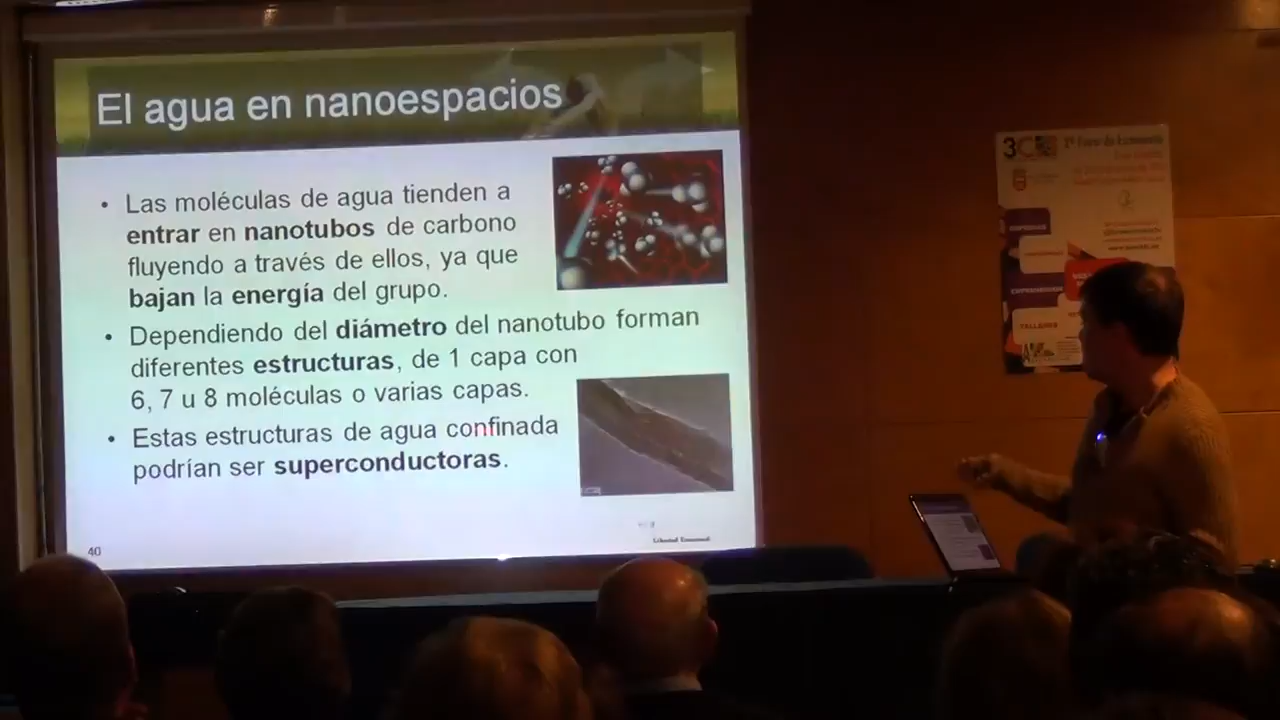 El agua en nanoespacios
• Las moléculas de agua tienden a
entrar en nanotubos de carbono
fluyendo a través de ellos, ya que
bajan la energía del grupo.
• Dependiendo del diámetro del nanotubo forman
diferentes estructuras, de 1 capa con
6, 7 u 8 moléculas o varias capas.
• Estas estructuras de agua confinada
podrían ser superconductoras.
40
3C
TALLERES